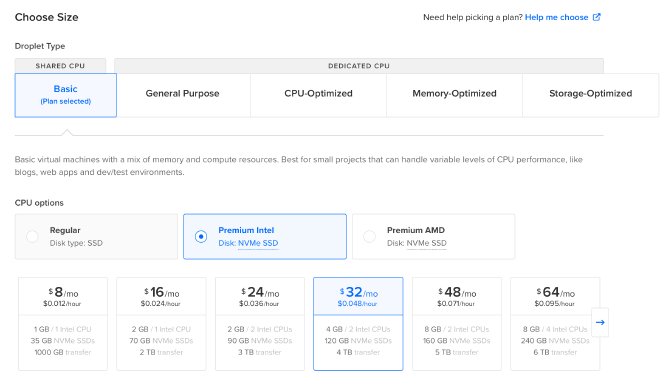 Choose Size
Need help picking a plan? Help me choose
Droplet Type
SHARED CPU
DEDICATED CPU
Basic
(Plan selected)
General Purpose
CPU-Optimized
Memory-Optimized
Storage-Optimized
Basic virtual machines with a mix of memory and compute resources. Best for small projects that can handle variable levels of CPU performance, like
blogs, web apps and dev/test environments.
CPU options
Regular
Disk type: SSD
Premium Intel
Disk: NVMe SSD
Premium AMD
Disk: NVMe SSD
$8/mo
$0.012/hour
1 GB / 1 Intel CPU
35 GB NVMe SSDs
1000 GB transfer
$16/mo
$0.024/hour
2 GB / 1 Intel CPU
70 GB NVMe SSDs
2 TB transfer
$24/mo
$0.036/hour
2 GB / 2 Intel CPUs
90 GB NVMe SSDs
3 TB transfer
$32/mo
$0.048/hour
4 GB / 2 Intel CPUs
120 GB NVMe SSDs
4 TB transfer
$48/mo
$0.071/hour
8 GB / 2 Intel CPUs
160 GB NVMe SSDs
5 TB transfer
$64/mo
$0.095/hour
8 GB / 4 Intel CPUs
240 GB NVMe SSDs
6 TB transfer